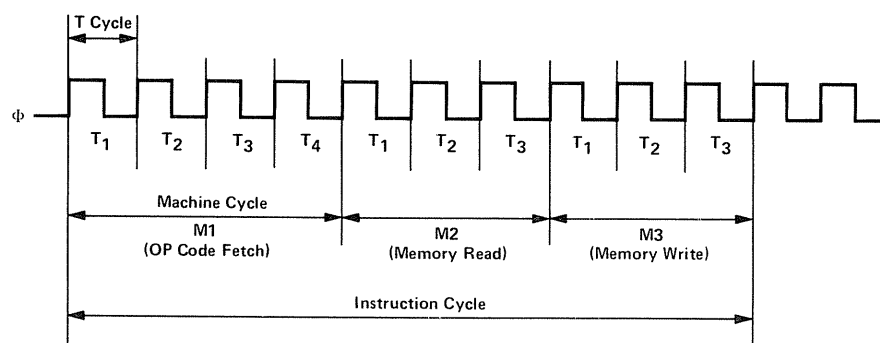 T Cycle
Φ
T1 T2 T3 T4 T1 T2 T3 T1 T2 T3
Machine Cycle
M1 M2 M3
(OP Code Fetch) (Memory Read) (Memory Write)
Instruction Cycle